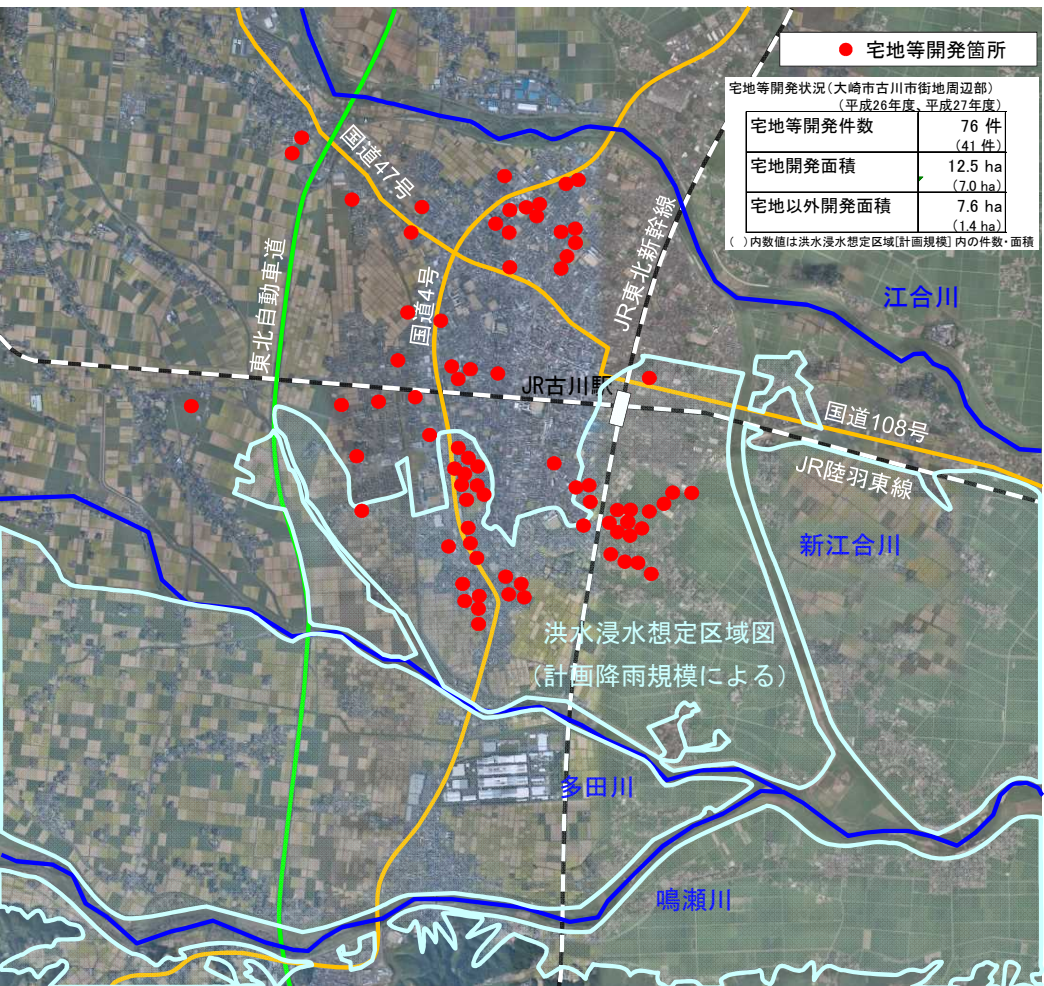 宅地等開発箇所
宅地等開発状況(大崎市古川市街地周辺部)
(平成26年度、平成27年度)
宅地等開発件数 76 件
(41 件)
宅地開発面積 12.5 ha
(7.0 ha)
宅地以外開発面積 7.6 ha
(1.4 ha)
( )内数値は洪水浸水想定区域[計画規模]内の件数・面積
国道47号
東北自動車道
国道4号
JR東北新幹線
江合川
JR古川駅
国道108号
JR陸羽東線
新江合川
洪水浸水想定区域図
(計画降雨規模による)
多田川
鳴瀬川